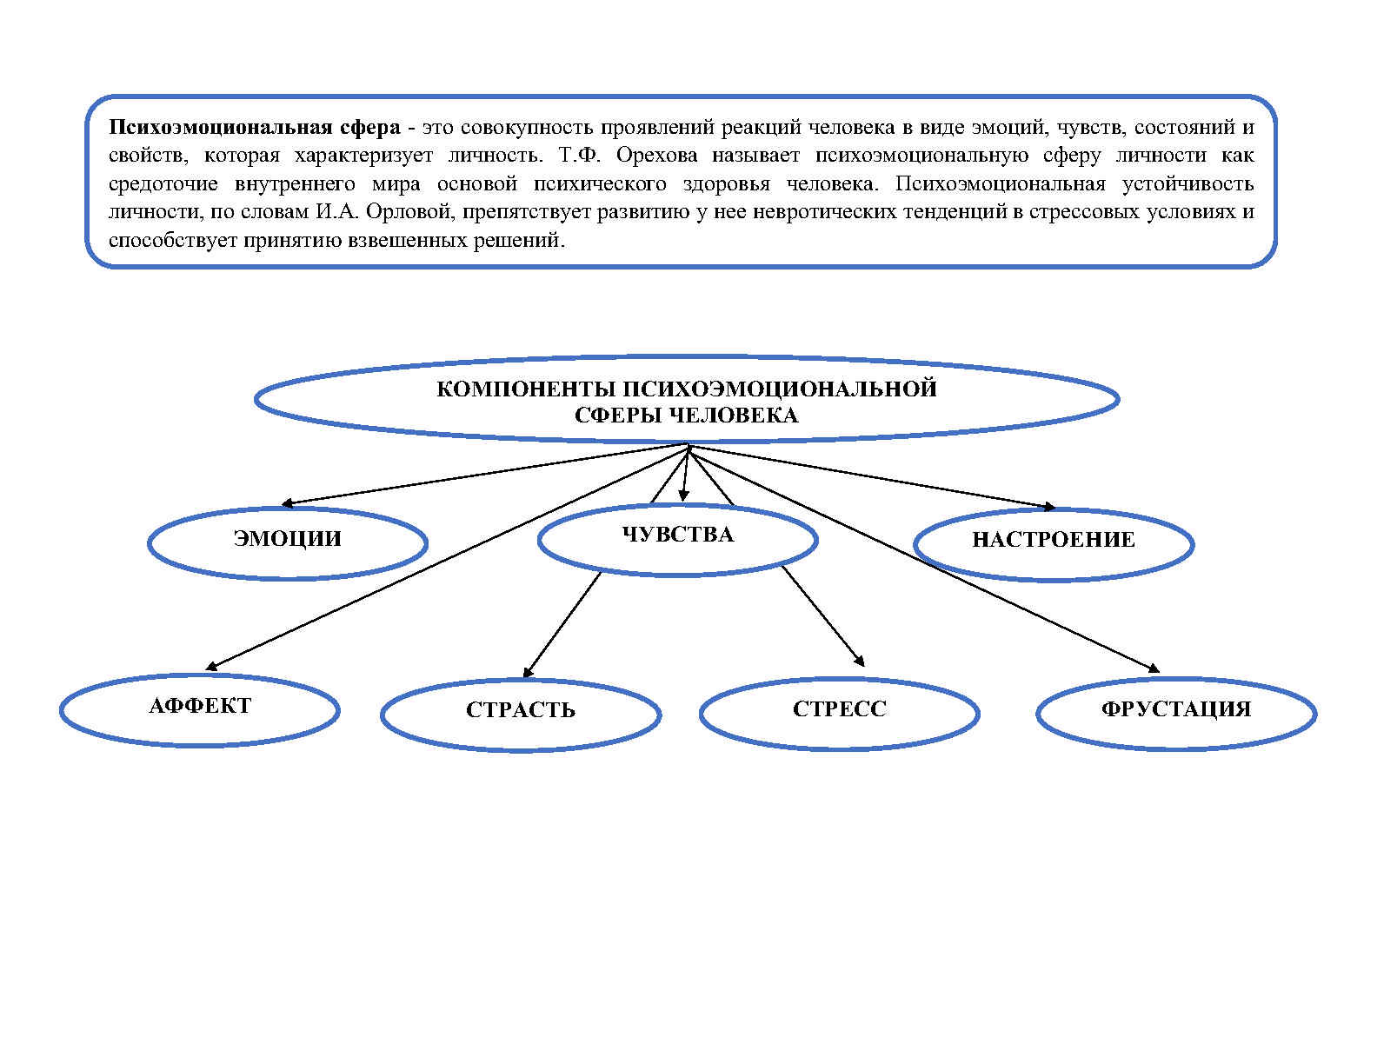 Психоэмоциональная сфера - это совокупность проявлений реакций человека в виде эмоций, чувств, состояний и
свойств, которая характеризует личность. Т.Ф. Орехова называет психоэмоциональную сферу личности как
средоточие внутреннего мира основой психического здоровья человека. Психоэмоциональная устойчивость
личности, по словам И.А. Орловой, препятствует развитию у нее невротических тенденций в стрессовых условиях и
способствует принятию взвешенных решений.
КОМПОНЕНТЫ ПСИХОЭМОЦИОНАЛЬНОЙ
СФЕРЫ ЧЕЛОВЕКА
ЭМОЦИИ
ЧУВСТВА
НАСТРОЕНИЕ
АФФЕКТ
СТРАСТЬ
СТРЕСС
ФРУСТАЦИЯ